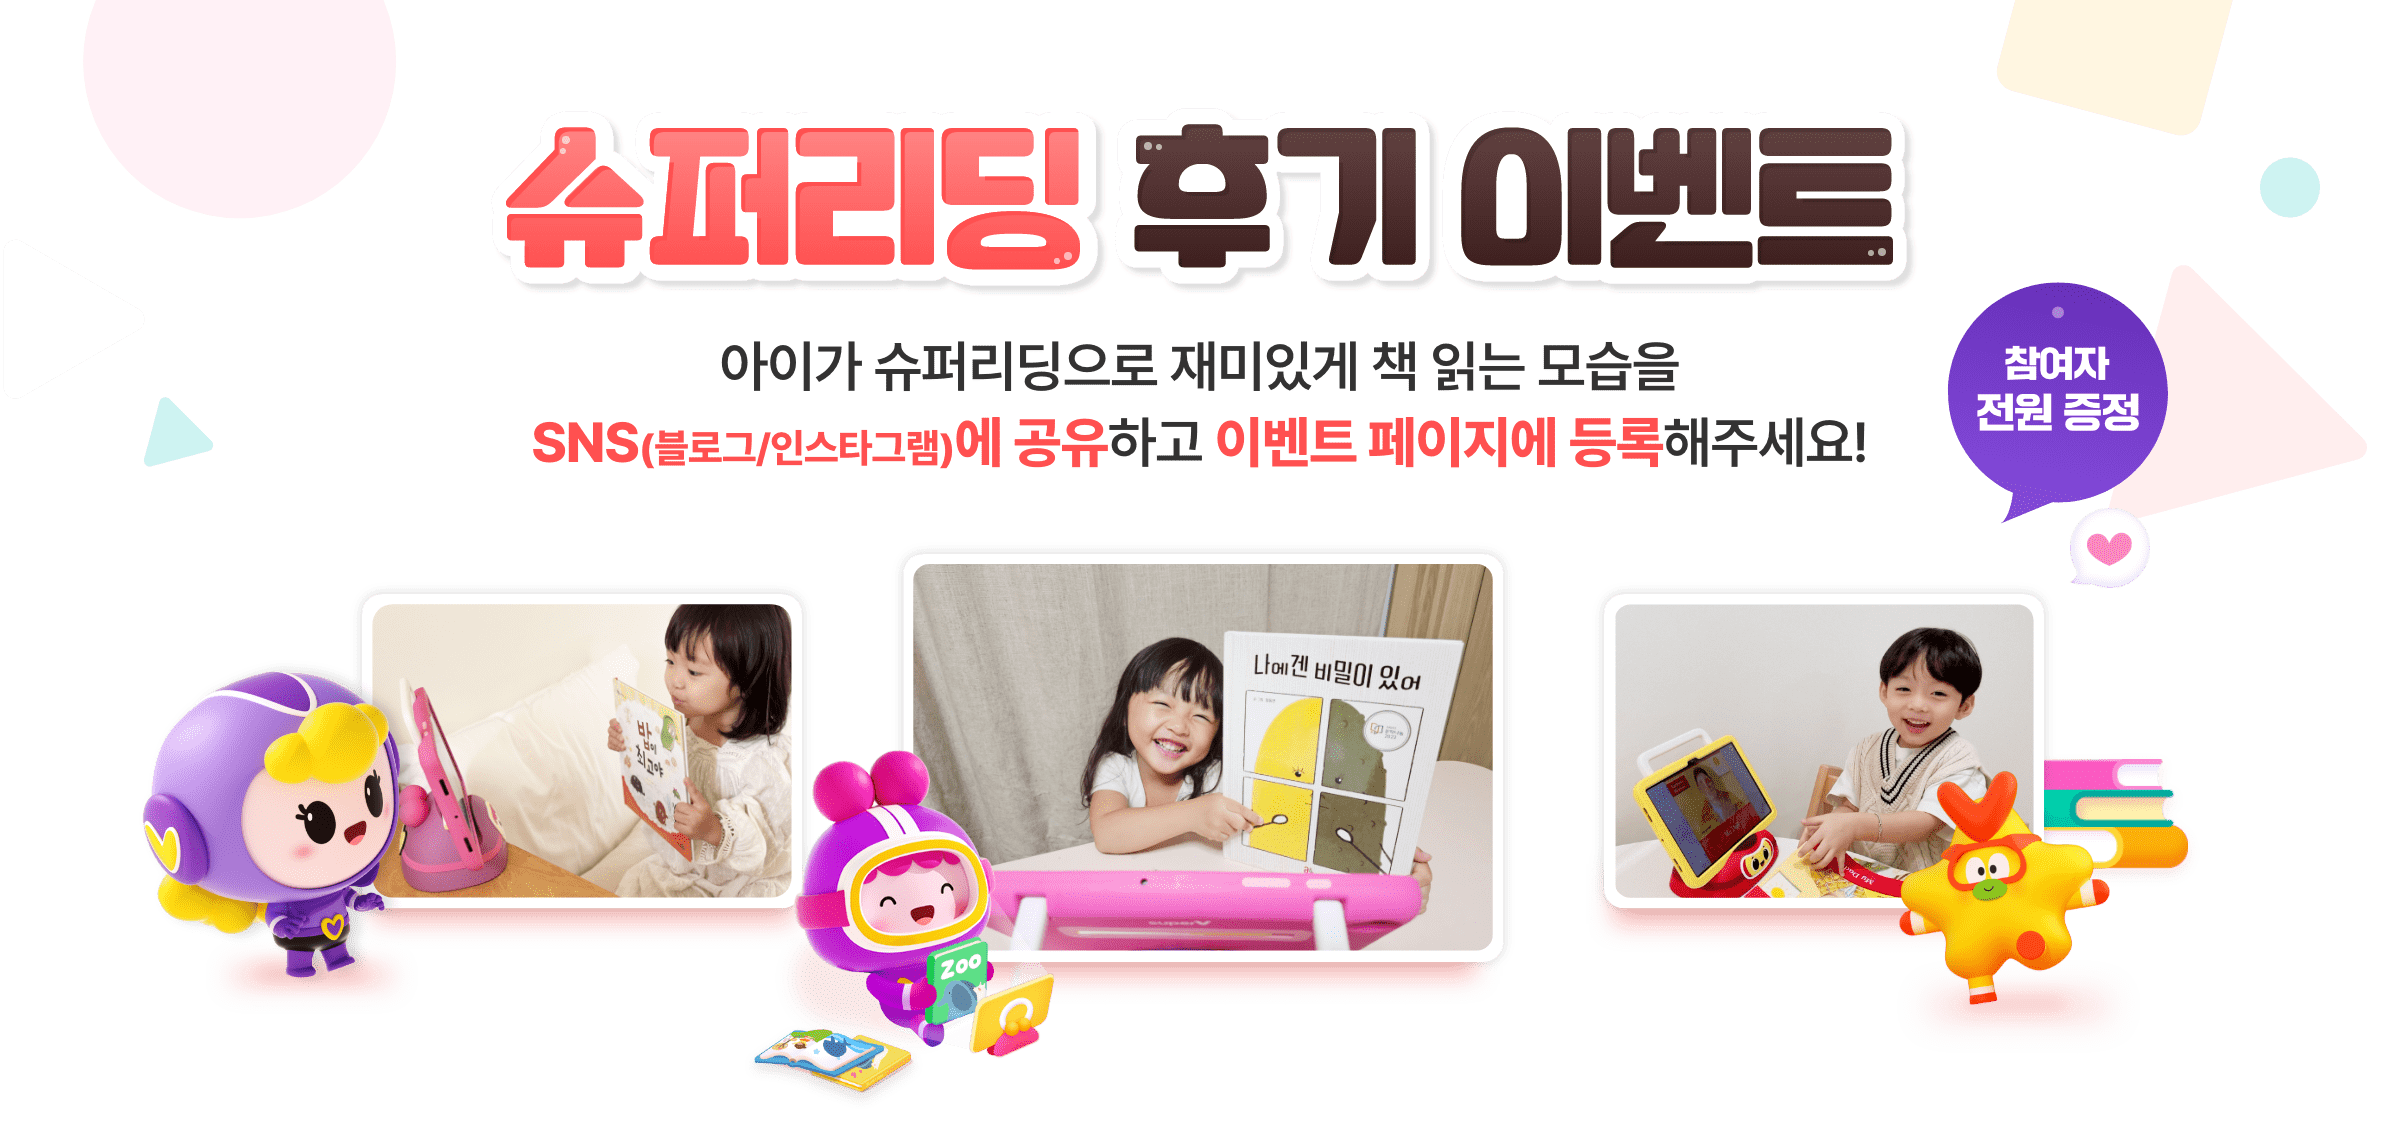 슈퍼리딩 후기 이벤트
아이가 슈퍼리딩으로 재미있게 책 읽는 모습을
SNS(블로그/인스타그램)에 공유하고 이벤트 페이지에 등록해주세요!
참여자
전원 증정
밥이
최고야
나에겐 비밀이 있어
ZOO